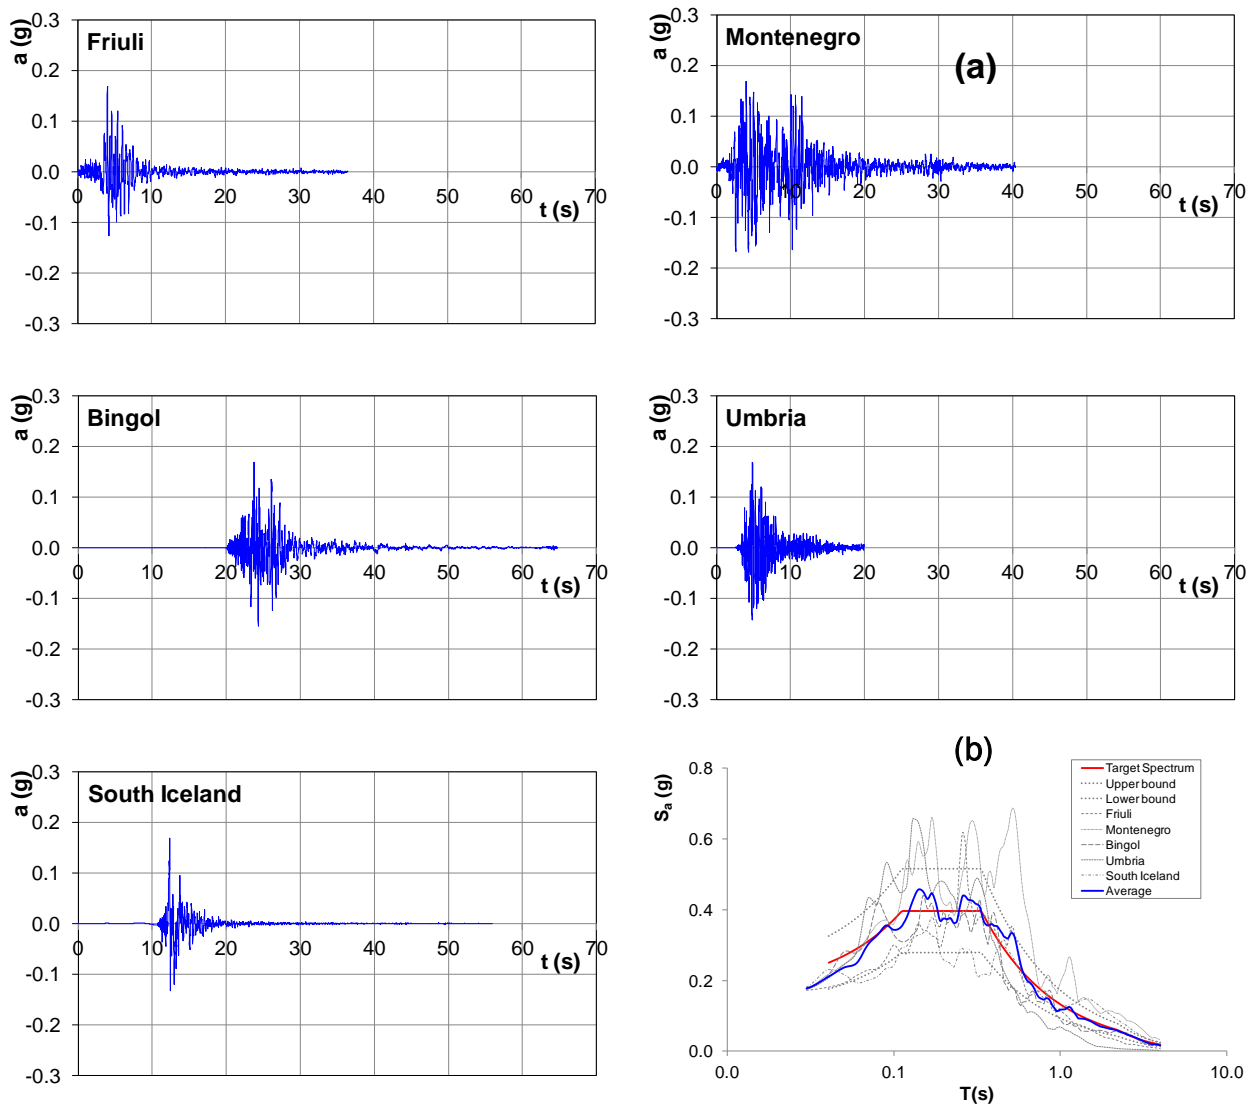 a (g)
0.3
Friuli
0.2
0.1
0.0
0 10 20 30 40 50 60 70
t (s)
-0.1
-0.2
-0.3
a (g)
0.3
Montenegro
(a)
0.2
0.1
0.0
0 10 20 30 40 50 60 70
t (s)
-0.1
-0.2
-0.3
a (g)
0.3
Bingol
0.2
0.1
0.0
0 10 20 30 40 50 60 70
t (s)
-0.1
-0.2
-0.3
a (g)
0.3
Umbria
0.2
0.1
0.0
0 10 20 30 40 50 60 70
t (s)
-0.1
-0.2
-0.3
a (g)
0.3
South Iceland
0.2
0.1
0.0
0 10 20 30 40 50 60 70
t (s)
-0.1
-0.2
-0.3
(b)
Sa (g)
0.8
0.6
0.4
0.2
0.0
Target Spectrum
Upper bound
Lower bound
Friuli
Montenegro
Bingol
Umbria
South Iceland
Average
0.0 0.1 1.0 10.0
T(s)